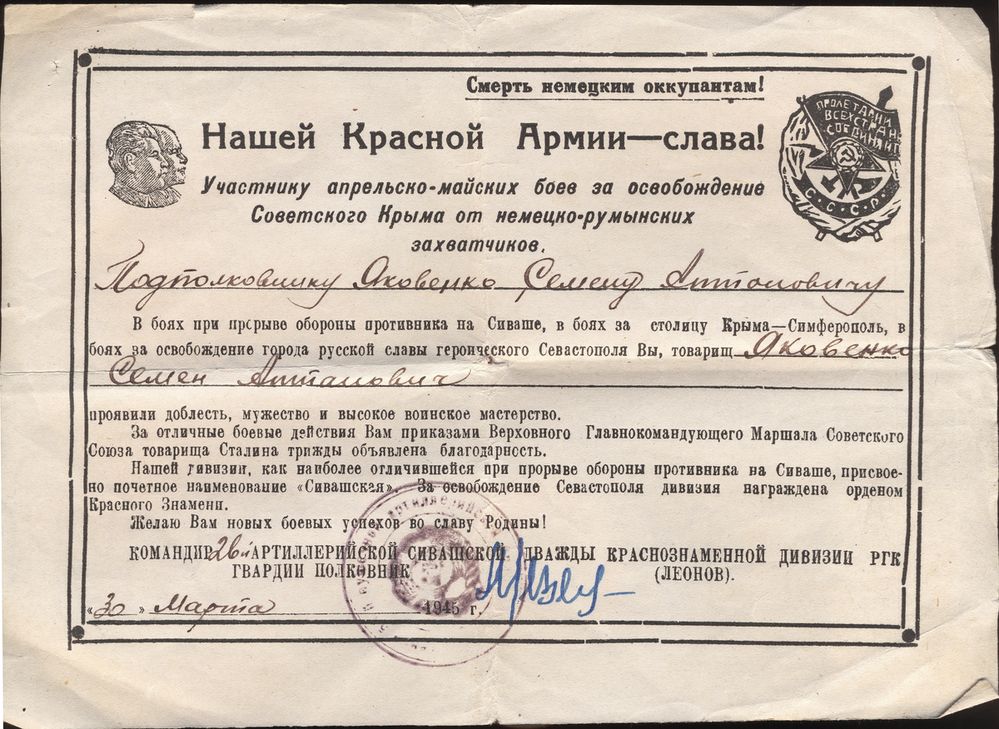 Смерть немецким оккупантам!
ПРОЛЕТАРИИ
ВСЕХ СТРАН
СОЕДИНЯЙТЕ
С·С·С·Р
Нашей Красной Армии—слава!
Участнику апрельско-майских боев за освобождение
Советского Крыма от немецко-румынских
захватчиков.
Подполковнику Яковенко Семену Антоновичу
В боях при прорыве обороны противника на Сиваше, в боях за столицу Крыма—Симферополь, в
боях за освобождение города русской славы героического Севастополя Вы, товарищ Яковенко
Семен Антонович
проявили доблесть, мужество и высокое воинское мастерство.
За отличные боевые действия Вам приказами Верховного Главнокомандующего Маршала Советского
Союза товарища Сталина трижды объявлена благодарность.
Нашей дивизии, как наиболее отличившейся при прорыве обороны противника на Сиваше, присвое-
но почетное наименование «Сивашская». За освобождение Севастополя дивизия награждена орденом
Красного Знамени.
Желаю Вам новых боевых успехов во славу Родины!
КОМАНДИР 26й АРТИЛЛЕРИЙСКОЙ СИВАШСКОЙ ДВАЖДЫ КРАСНОЗНАМЕННОЙ ДИВИЗИИ РГК
ГВАРДИИ ПОЛКОВНИК (ЛЕОНОВ).
«30» Марта 1945 г.